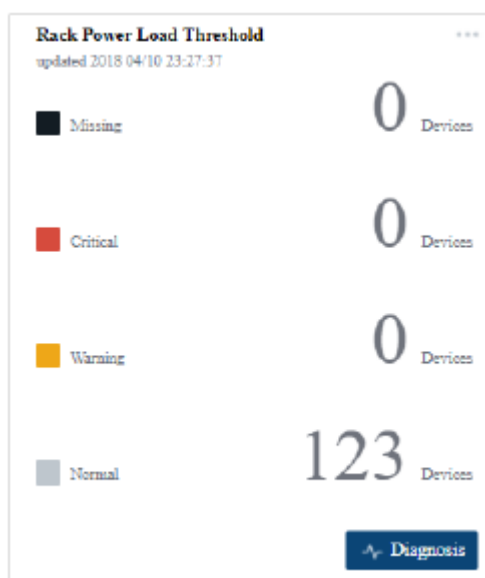 Rack Power Load Threshold
updated 2018 04/10 23:27:37
Missing 0 Devices
Critical 0 Devices
Warning 0 Devices
Normal 123 Devices
Diagnosis